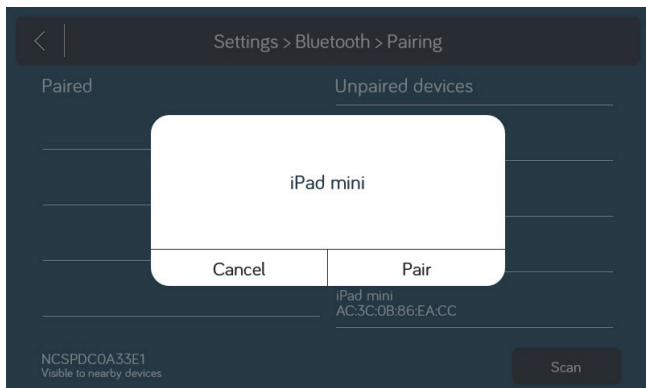 Settings > Bluetooth > Pairing
Paired
Unpaired devices
iPad mini
Cancel
Pair
iPad mini
AC:3C:0B:86:EA:CC
NCSPDC0A33E1
Visible to nearby devices
Scan